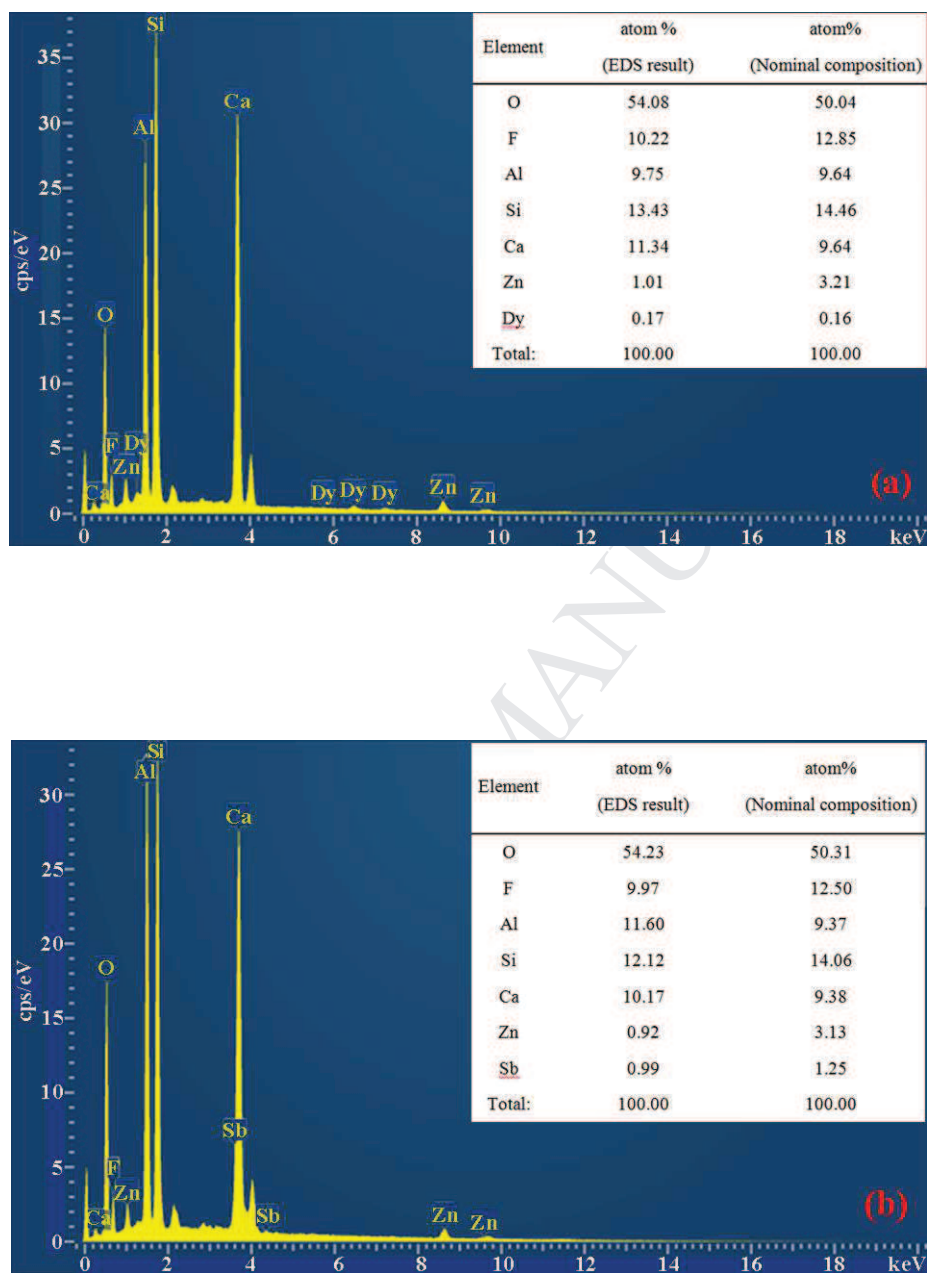 Element atom % atom%
(EDS result) (Nominal composition)
O 54.08 50.04
F 10.22 12.85
Al 9.75 9.64
Si 13.43 14.46
Ca 11.34 9.64
Zn 1.01 3.21
Dy 0.17 0.16
Total: 100.00 100.00
Si
35
Ca
30
Al
25
20
cps/eV
15
O
10
5
F Dy
Zn
Ca
Dy Dy Dy Zn Zn
(a)
0
0 2 4 6 8 10 12 14 16 18 keV
MANU
Element atom % atom%
(EDS result) (Nominal composition)
O 54.23 50.31
F 9.97 12.50
Al 11.60 9.37
Si 12.12 14.06
Ca 10.17 9.38
Zn 0.92 3.13
Sb 0.99 1.25
Total: 100.00 100.00
Si
Al
30
Ca
25
20
O
cps/eV
15
10
Sb
5
F
Zn
Ca
Sb Zn Zn
(b)
0
0 2 4 6 8 10 12 14 16 18 keV